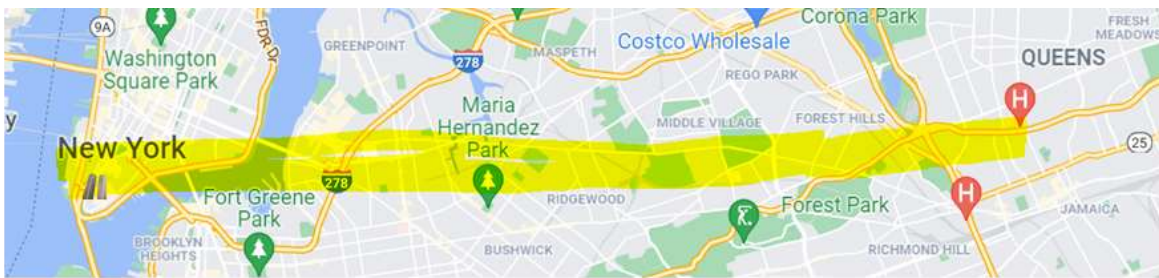 9A
Washington
Square Park
FDR Dr
GREENPOINT
278
MASPETH
Costco Wholesale
Corona Park
FRESH
MEADOWS
QUEENS
REGO PARK
y
New York
Maria
Hernandez
Park
MIDDLE VILLAGE
FOREST HILLS
H
25
278
Fort Greene
Park
RIDGEWOOD
Forest Park
H
JAMAICA
BROOKLYN
HEIGHTS
BUSHWICK
RICHMOND HILL